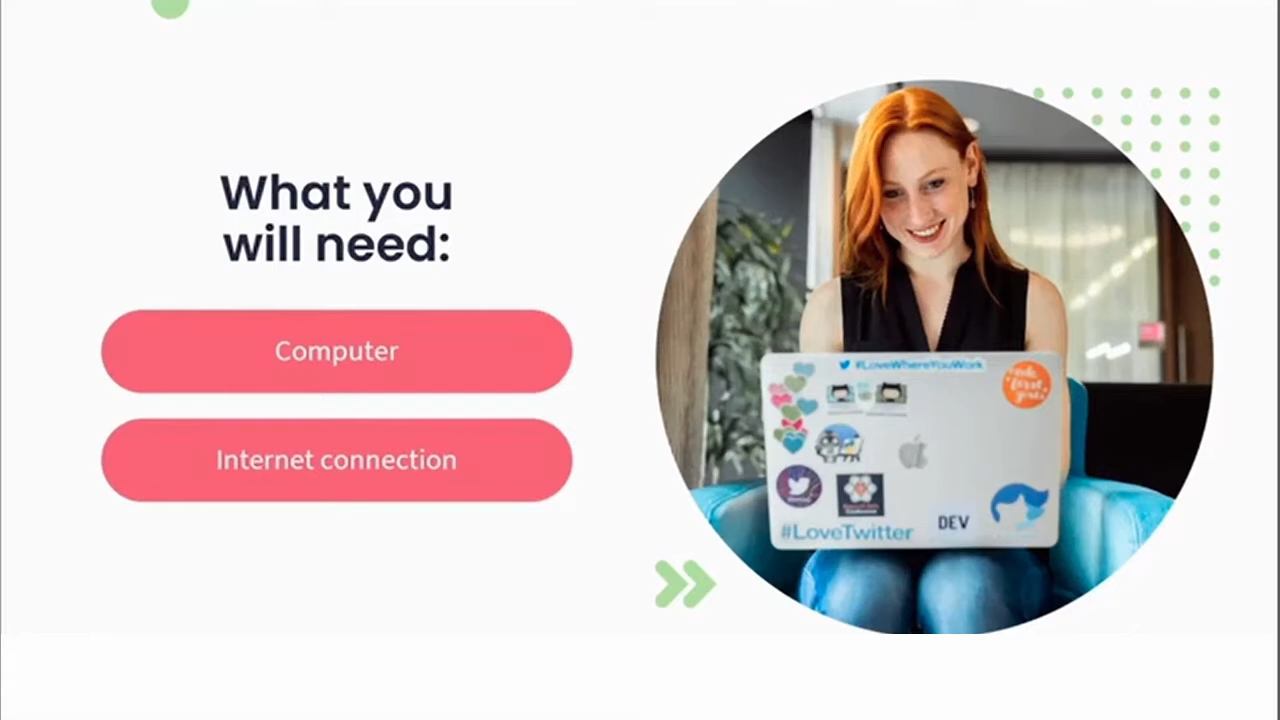 What you
will need:
Computer
Internet connection
#LoveWhereYouWork
#LoveTwitter
DEV